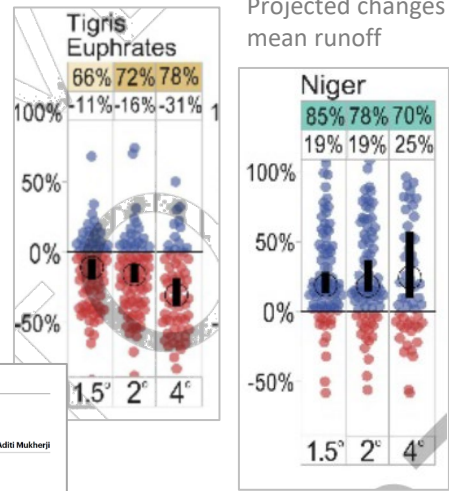 Projected changes
mean runoff
Tigris
Euphrates
66% 72% 78%
-11% -16% -31%
100%
1
50%
0%
-50%
1.5° 2° 4°
Niger
85% 78% 70%
19% 19% 25%
100%
50%
0%
-50%
1.5° 2° 4°
Aditi Mukherji